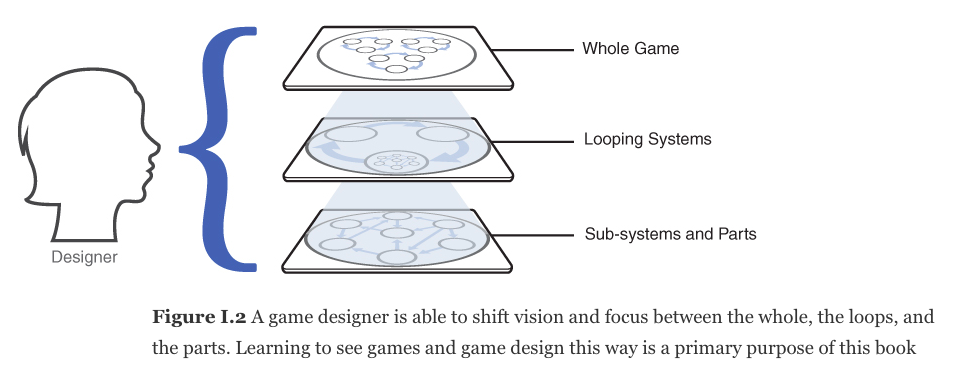 Whole Game
Looping Systems
Sub-systems and Parts
Designer
Figure I.2 A game designer is able to shift vision and focus between the whole, the loops, and
the parts. Learning to see games and game design this way is a primary purpose of this book